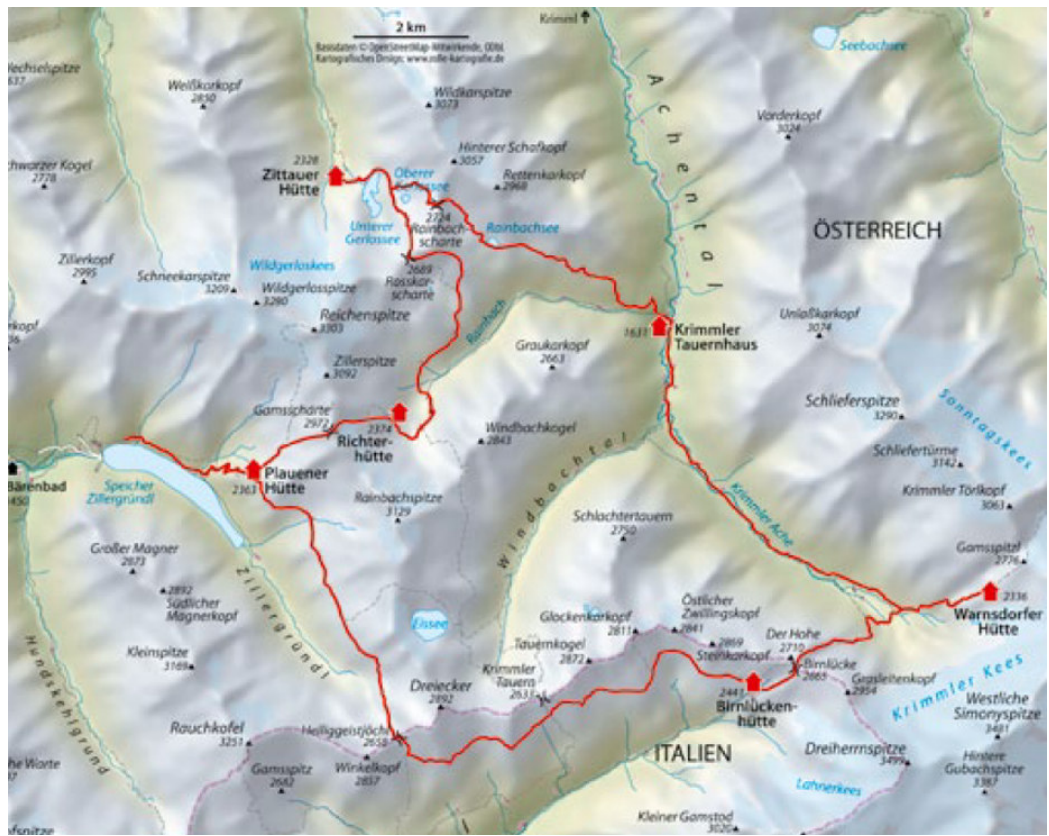 Krimml
2 km
Basisdaten © OpenStreetMap-Mitwirkende, ODbL
Kartografisches Design: www.rolle-kartografie.de
Seebachsee
Achental
Wechselspitze
2637
Weißkarkopf
2850
Wildkarspitze
3073
Vorderkopf
3024
Schwarzer Kogel
2778
2328
Zittauer
Hütte
Hinterer Schafkopf
3057
Oberer
Rettenkarkopf
2968
2724
Rainbach
scharte
Unterer
Gerlossee
Rainbachsee
ÖSTERREICH
Zillerkopf
2995
Schneekarspitze
3209
Wildgerloskees
Wildgerlosspitze
3280
2689
Rosskar
scharte
Reichenspitze
3303
Rainbach
1631
Krimmler
Tauernhaus
Unlaßkarkopf
3074
Graukarkopf
2663
Zillerspitze
3092
Schlieferspitze
3290
Sonntagskees
Gamsscharte
2972
2374
Richter-
hütte
Windbachkogel
2843
Schliefertürme
3142
Bärenbad
Speicher
Zillergründl
Plauener
Hütte
2363
Rainbachspitze
3129
Windbachtal
Krimmler Ache
Krimmler Törlkopf
3063
Schlachtertauern
2750
Großer Magner
2873
2892
Südlicher
Magnerkopf
Zillergründl
Gamsspitzl
2776
2336
Warnsdorfer
Hütte
Eissee
Glockenkarkopf
2811
Östlicher
Zwillingskopf
2841
2869
Steinkarkopf
Der Hohe
2710
Birnlücke
2665
Kleinspitze
3169
Hundskehlgrund
Tauernkogel
2872
Krimmler
Tauern
2633
Dreiecker
2892
2441
Birnlücken-
hütte
Grasleitenkopf
2954
Krimmler Kees
Westliche
Simonyspitze
3481
Rauchkofel
3251
Heiliggeistjöchl
2658
ITALIEN
Dreiherrnspitze
3499
Hintere
Gubachspitze
3387
Gamsspitz
2682
Winkelkopf
2857
Lahnerkees
Kleiner Gamstod
3020